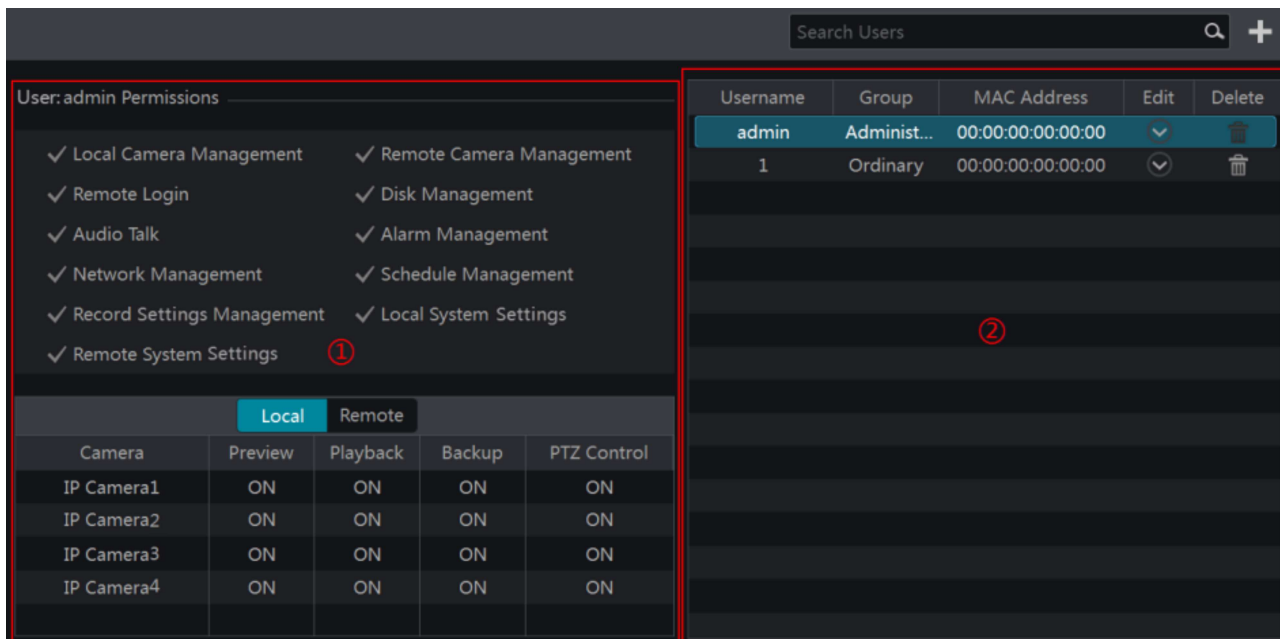 Search Users
User: admin Permissions
Local Camera Management Remote Camera Management
Remote Login Disk Management
Audio Talk Alarm Management
Network Management Schedule Management
Record Settings Management Local System Settings
Remote System Settings ①
Local Remote
Camera Preview Playback Backup PTZ Control
IP Camera1 ON ON ON ON
IP Camera2 ON ON ON ON
IP Camera3 ON ON ON ON
IP Camera4 ON ON ON ON
Username Group MAC Address Edit Delete
admin Administ... 00:00:00:00:00:00
1 Ordinary 00:00:00:00:00:00
②